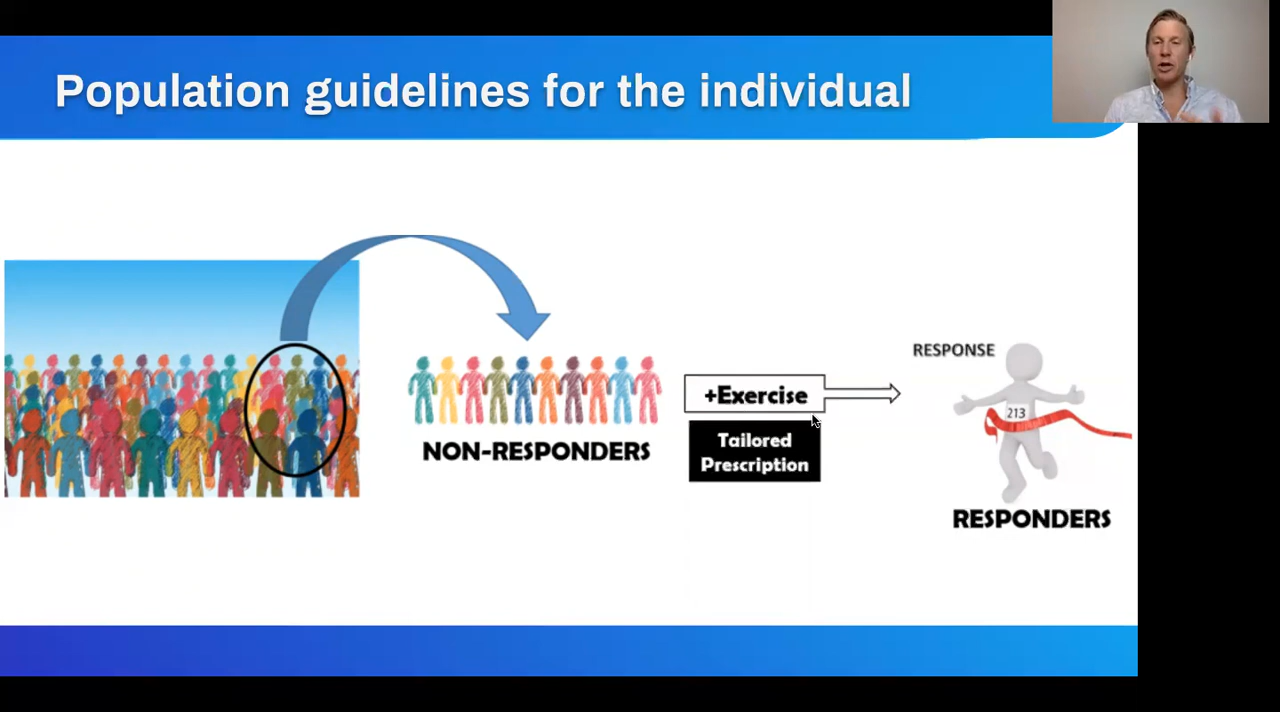 Population guidelines for the individual
NON-RESPONDERS
+Exercise
Tailored
Prescription
RESPONSE
213
RESPONDERS